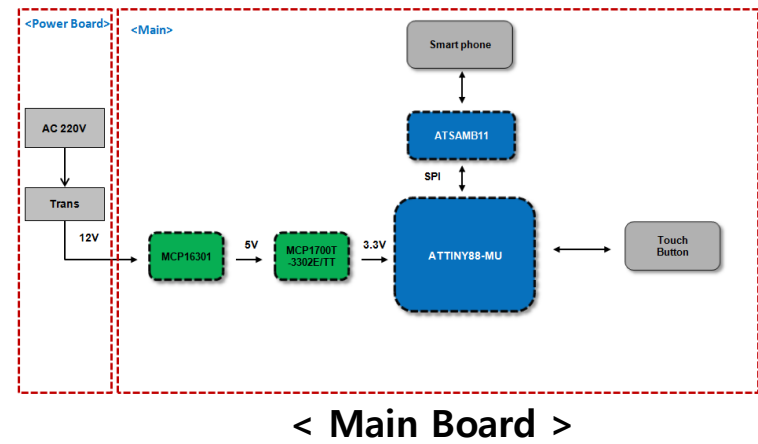 <Power Board>
<Main>
Smart phone
AC 220V
ATSAMB11
SPI
Trans
12V
MCP16301
5V
MCP1700T
-3302E/TT
3.3V
ATTINY88-MU
Touch
Button
< Main Board >